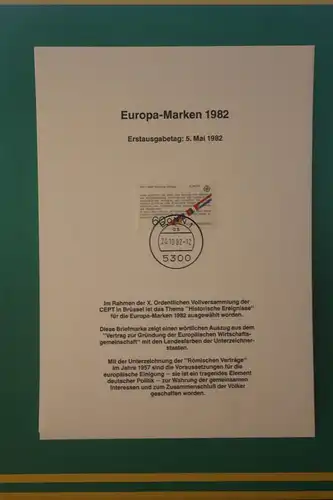 Europa-Marken 1982
Erstausgabetag: 5. Mai 1982
60
5300
Im Rahmen der X. Ordentlichen Vollversammlung der
CEPT in Brüssel ist das Thema "Historische Ereignisse"
für die Europa-Marken 1982 ausgewählt worden.
Diese Briefmarke zeigt einen wörtlichen Auszug aus dem
"Vertrag zur Gründung der Europäischen Wirtschafts-
gemeinschaft" mit den Landesfarben der Unterzeichner-
staaten.
Mit der Unterzeichnung der "Römischen Verträge"
im Jahre 1957 sind die Voraussetzungen für die
europäische Einigung – sie ist ein tragendes Element
deutscher Politik – zur Wahrung der gemeinsamen
Interessen und zum Zusammenschluß der Völker
geschaffen worden.